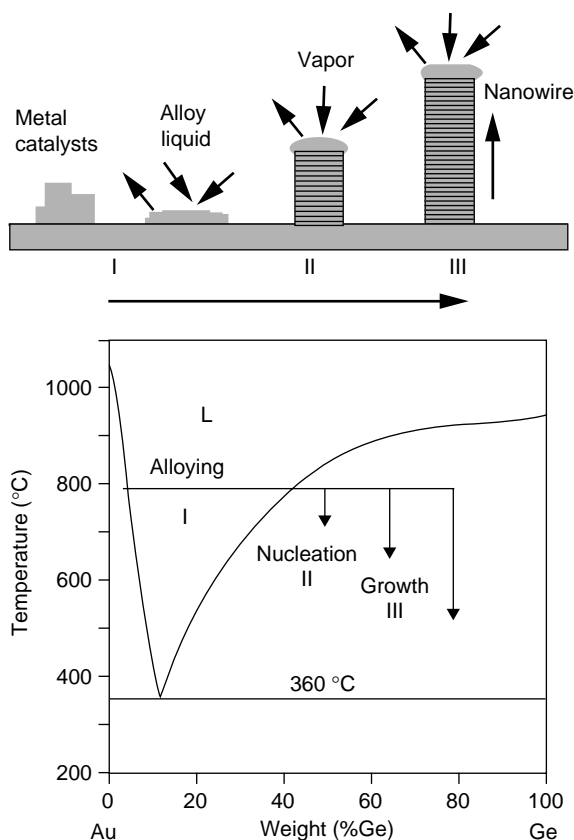 Metal
catalysts
Alloy
liquid
Vapor
Nanowire
I
II
III
1000
800
600
400
200
Temperature (°C)
L
Alloying
I
Nucleation
II
Growth
III
360 °C
0
20
40
60
80
100
Au
Weight (%Ge)
Ge